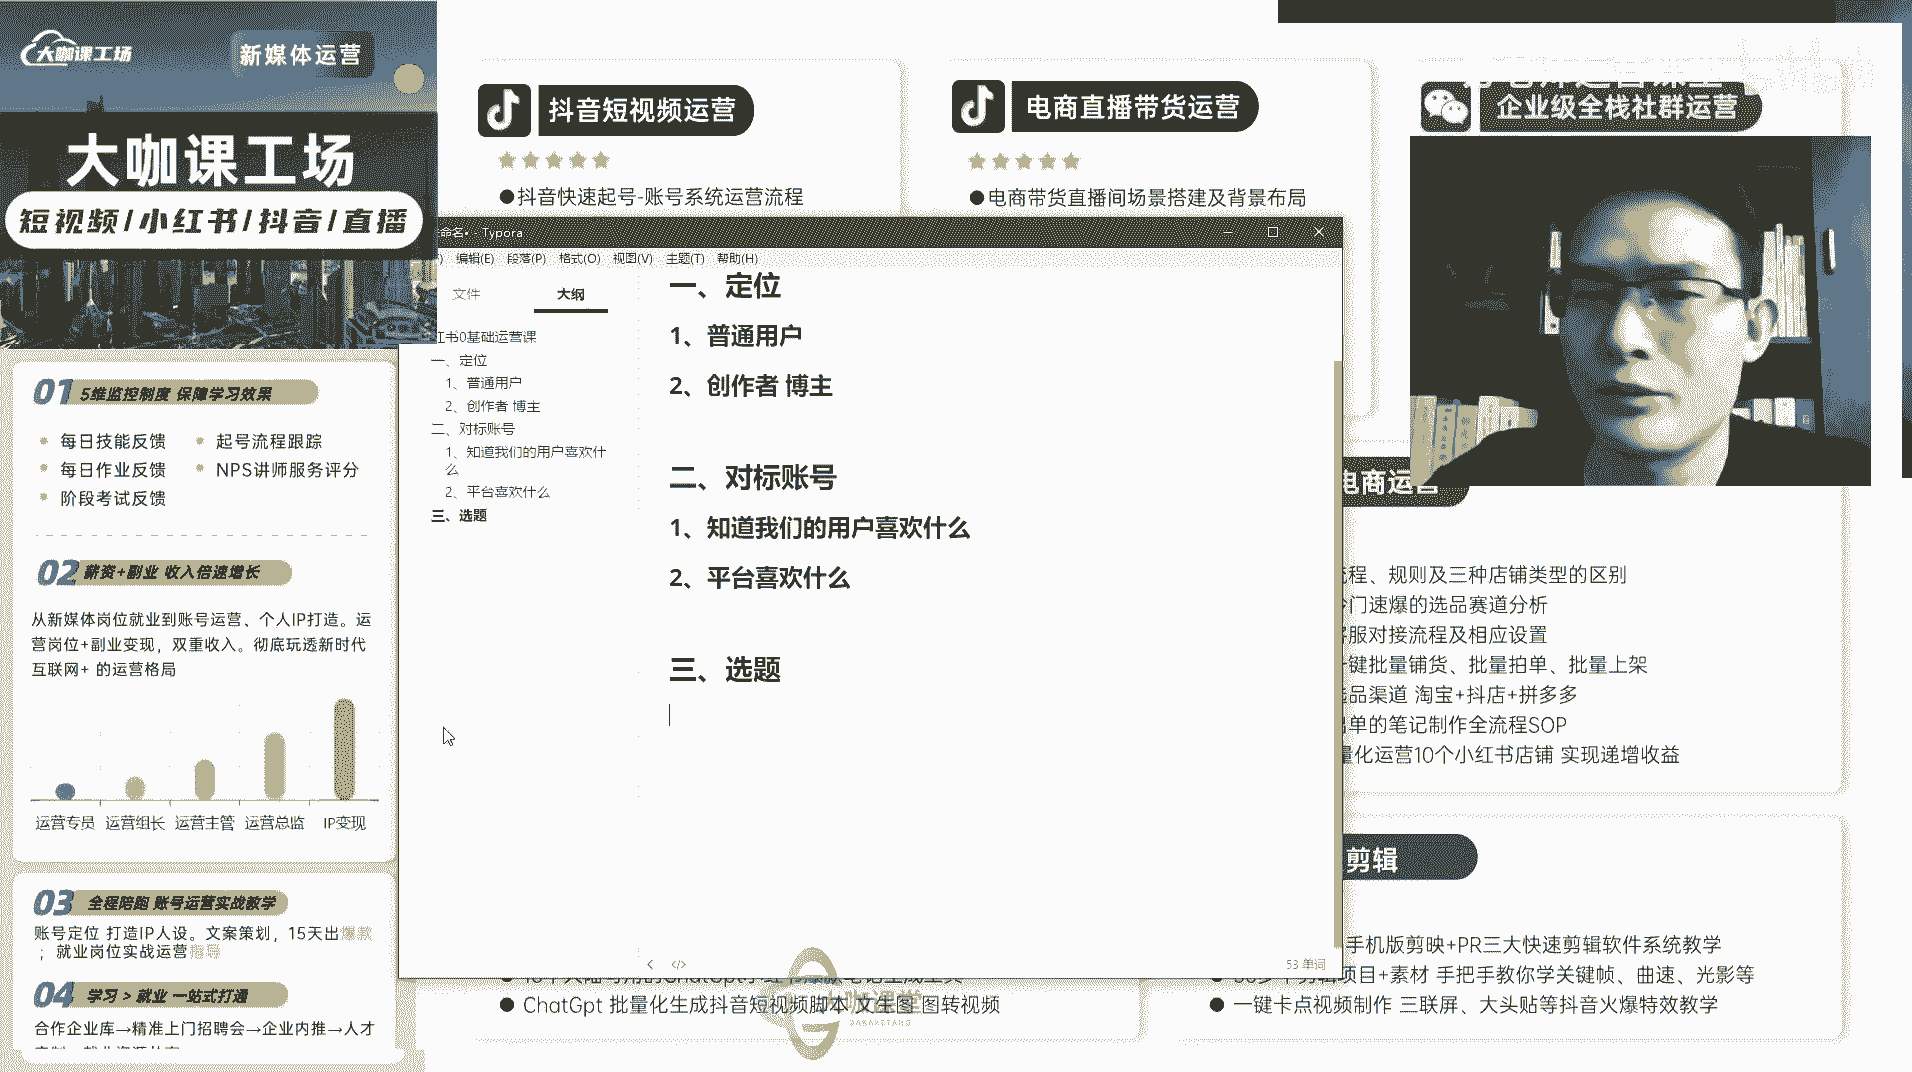 大咖课工场
新媒体运营
大咖课工场
短视频/小红书/抖音/直播
01 5维监控制度 保障学习效果
每日技能反馈
起号流程跟踪
每日作业反馈
NPS讲师服务评分
阶段考试反馈
02 薪资+副业 收入倍速增长
从新媒体岗位就业到账号运营、个人IP打造。运
营岗位+副业变现，双重收入。彻底玩透新时代
互联网+ 的运营格局
运营专员 运营组长 运营主管 运营总监 IP变现
03 全程陪跑 账号运营实战教学
账号定位 打造IP人设。文案策划，15天出爆款
；就业岗位实战运营指导
04 学习 > 就业 一站式打通
合作企业库→精准上门招聘会→企业内推→人才
抖音短视频运营
●抖音快速起号-账号系统运营流程
电商直播带货运营
●电商带货直播间场景搭建及背景布局
企业级全栈社群运营
命名• - Typora
编辑(E) 段落(P) 格式(O) 视图(V) 主题(T) 帮助(H)
文件
大纲
书0基础运营课
一、定位
1、普通用户
2、创作者 博主
二、对标账号
1、知道我们的用户喜欢什
么
2、平台喜欢什么
三、选题
一、定位
1、普通用户
2、创作者 博主
二、对标账号
1、知道我们的用户喜欢什么
2、平台喜欢什么
三、选题
</>
53 单词
电商运营
程、规则及三种店铺类型的区别
门速爆的选品赛道分析
服对接流程及相应设置
键批量铺货、批量拍单、批量上架
品渠道 淘宝+抖店+拼多多
单的笔记制作全流程SOP
量化运营10个小红书店铺 实现递增收益
剪辑
手机版剪映+PR三大快速剪辑软件系统教学
项目+素材 手把手教你学关键帧、曲速、光影等
● 一键卡点视频制作 三联屏、大头贴等抖音火爆特效教学
● ChatGpt 批量化生成抖音短视频脚本 文生图 图转视频